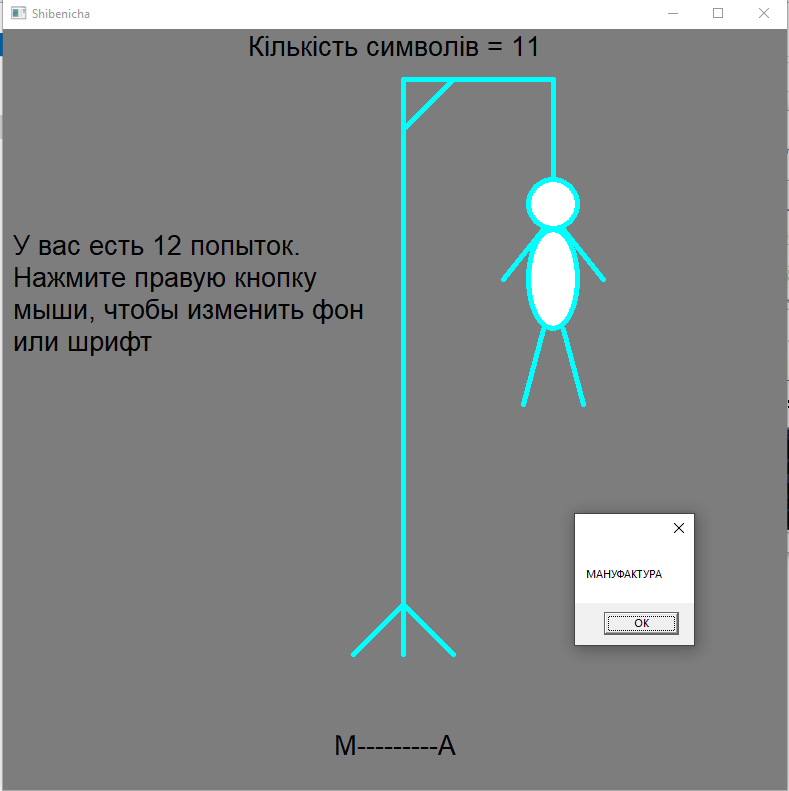 Shibenicha
Кількість символів = 11
У вас есть 12 попыток.
Нажмите правую кнопку
мыши, чтобы изменить фон
или шрифт
МАНУФАКТУРА
OK
М---------А